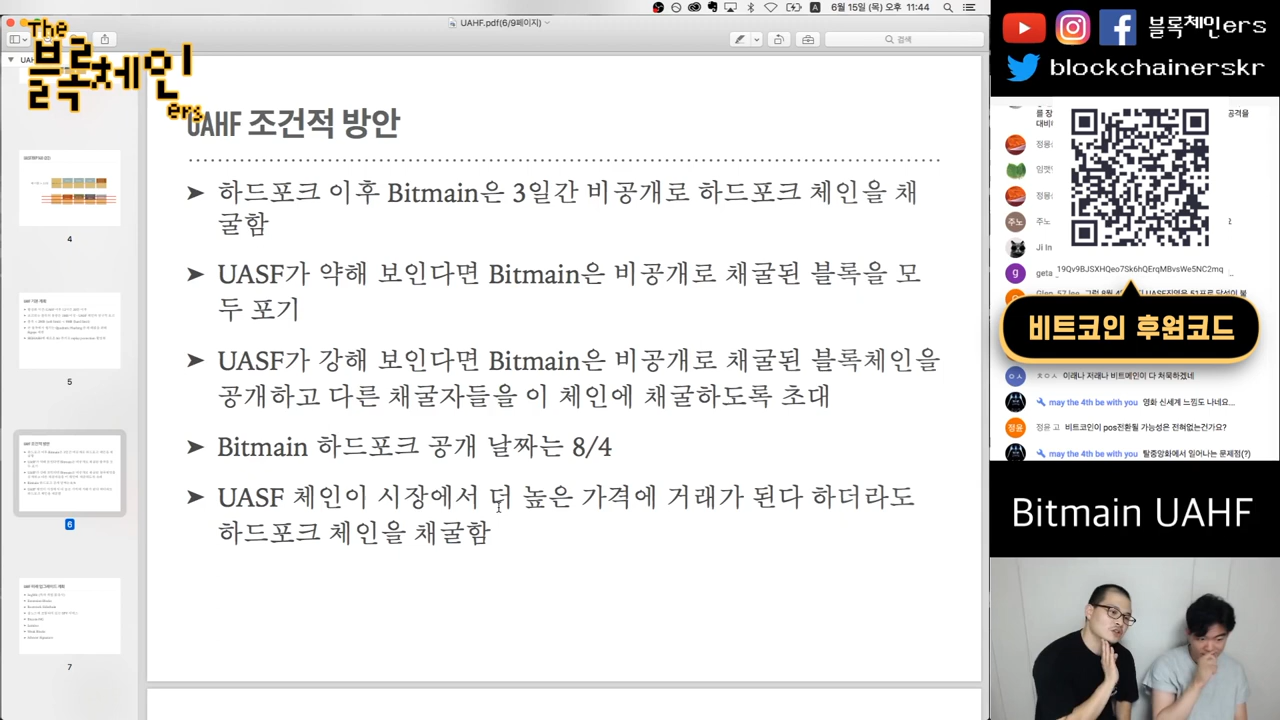 UAHF.pdf(6/9페이지)
6월 15일(목) 오후 11:44
검색
The
블록체인
ers
UAHF 조건적 방안
➤ 하드포크 이후 Bitmain은 3일간 비공개로 하드포크 체인을 채
굴함
➤ UASF가 약해 보인다면 Bitmain은 비공개로 채굴된 블록을 모
두 포기
➤ UASF가 강해 보인다면 Bitmain은 비공개로 채굴된 블록체인을
공개하고 다른 채굴자들을 이 체인에 채굴하도록 초대
➤ Bitmain 하드포크 공개 날짜는 8/4
➤ UASF 체인이 시장에서 더 높은 가격에 거래가 된다 하더라도
하드포크 체인을 채굴함
4
5
6
7
블록체인ers
blockchainerskr
주노
Ji In
g
geta
19Qv9BJSXHQeo7Sk6hQErqMBvsWe5NC2mq
비트코인 후원코드
ㅎㅇㅅ 이래나 저래나 비트메인이 다 처묵하겠네
may the 4th be with you 영화 신세계 느낌도 나네요...
정윤 정윤 고 비트코인이 pos전환될 가능성은 전혀없는건가요?
may the 4th be with you 탈중앙화에서 일어나는 문제점(?)
Bitmain UAHF